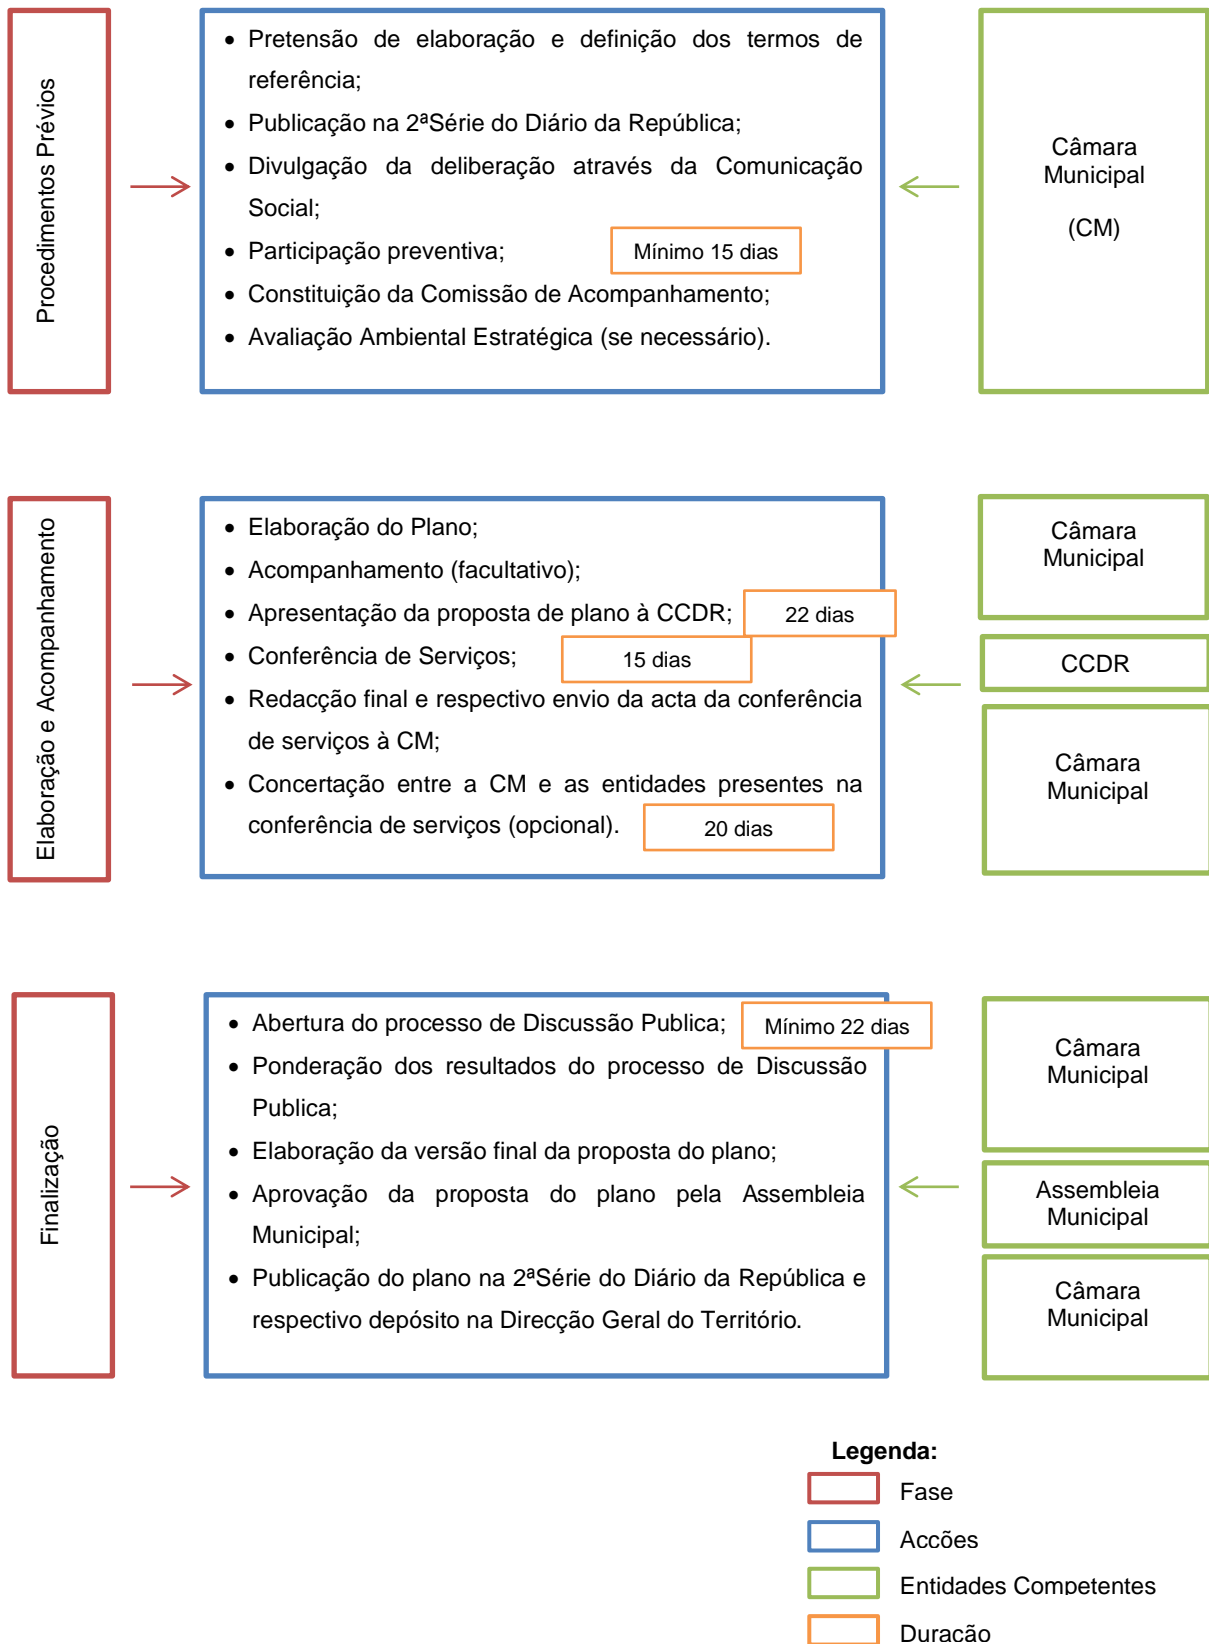 Procedimentos Prévios
• Pretensão de elaboração e definição dos termos de
referência;
• Publicação na 2ªSérie do Diário da República;
• Divulgação da deliberação através da Comunicação
Social;
• Participação preventiva;
Mínimo 15 dias
• Constituição da Comissão de Acompanhamento;
• Avaliação Ambiental Estratégica (se necessário).
Câmara
Municipal
(CM)
Elaboração e Acompanhamento
• Elaboração do Plano;
• Acompanhamento (facultativo);
• Apresentação da proposta de plano à CCDR;
22 dias
• Conferência de Serviços;
15 dias
• Redacção final e respectivo envio da acta da conferência
de serviços à CM;
• Concertação entre a CM e as entidades presentes na
conferência de serviços (opcional).
20 dias
Câmara
Municipal
CCDR
Câmara
Municipal
Finalização
• Abertura do processo de Discussão Publica;
Mínimo 22 dias
• Ponderação dos resultados do processo de Discussão
Publica;
• Elaboração da versão final da proposta do plano;
• Aprovação da proposta do plano pela Assembleia
Municipal;
• Publicação do plano na 2ªSérie do Diário da República e
respectivo depósito na Direcção Geral do Território.
Câmara
Municipal
Assembleia
Municipal
Câmara
Municipal
Legenda:
Fase
Acções
Entidades Competentes
Duração